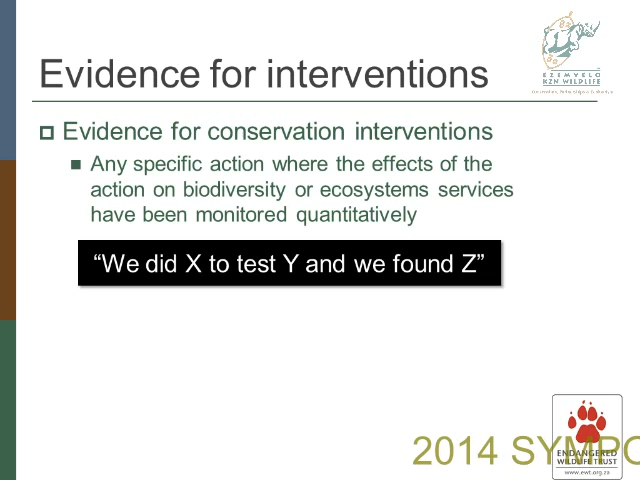 Evidence for interventions
EZEMVELO
KZN WILDLIFE
Evidence for conservation interventions
Any specific action where the effects of the
action on biodiversity or ecosystems services
have been monitored quantitatively
“We did X to test Y and we found Z”
2014 SYMPO
ENDANGERED
WILDLIFE TRUST
www.ewt.org.za